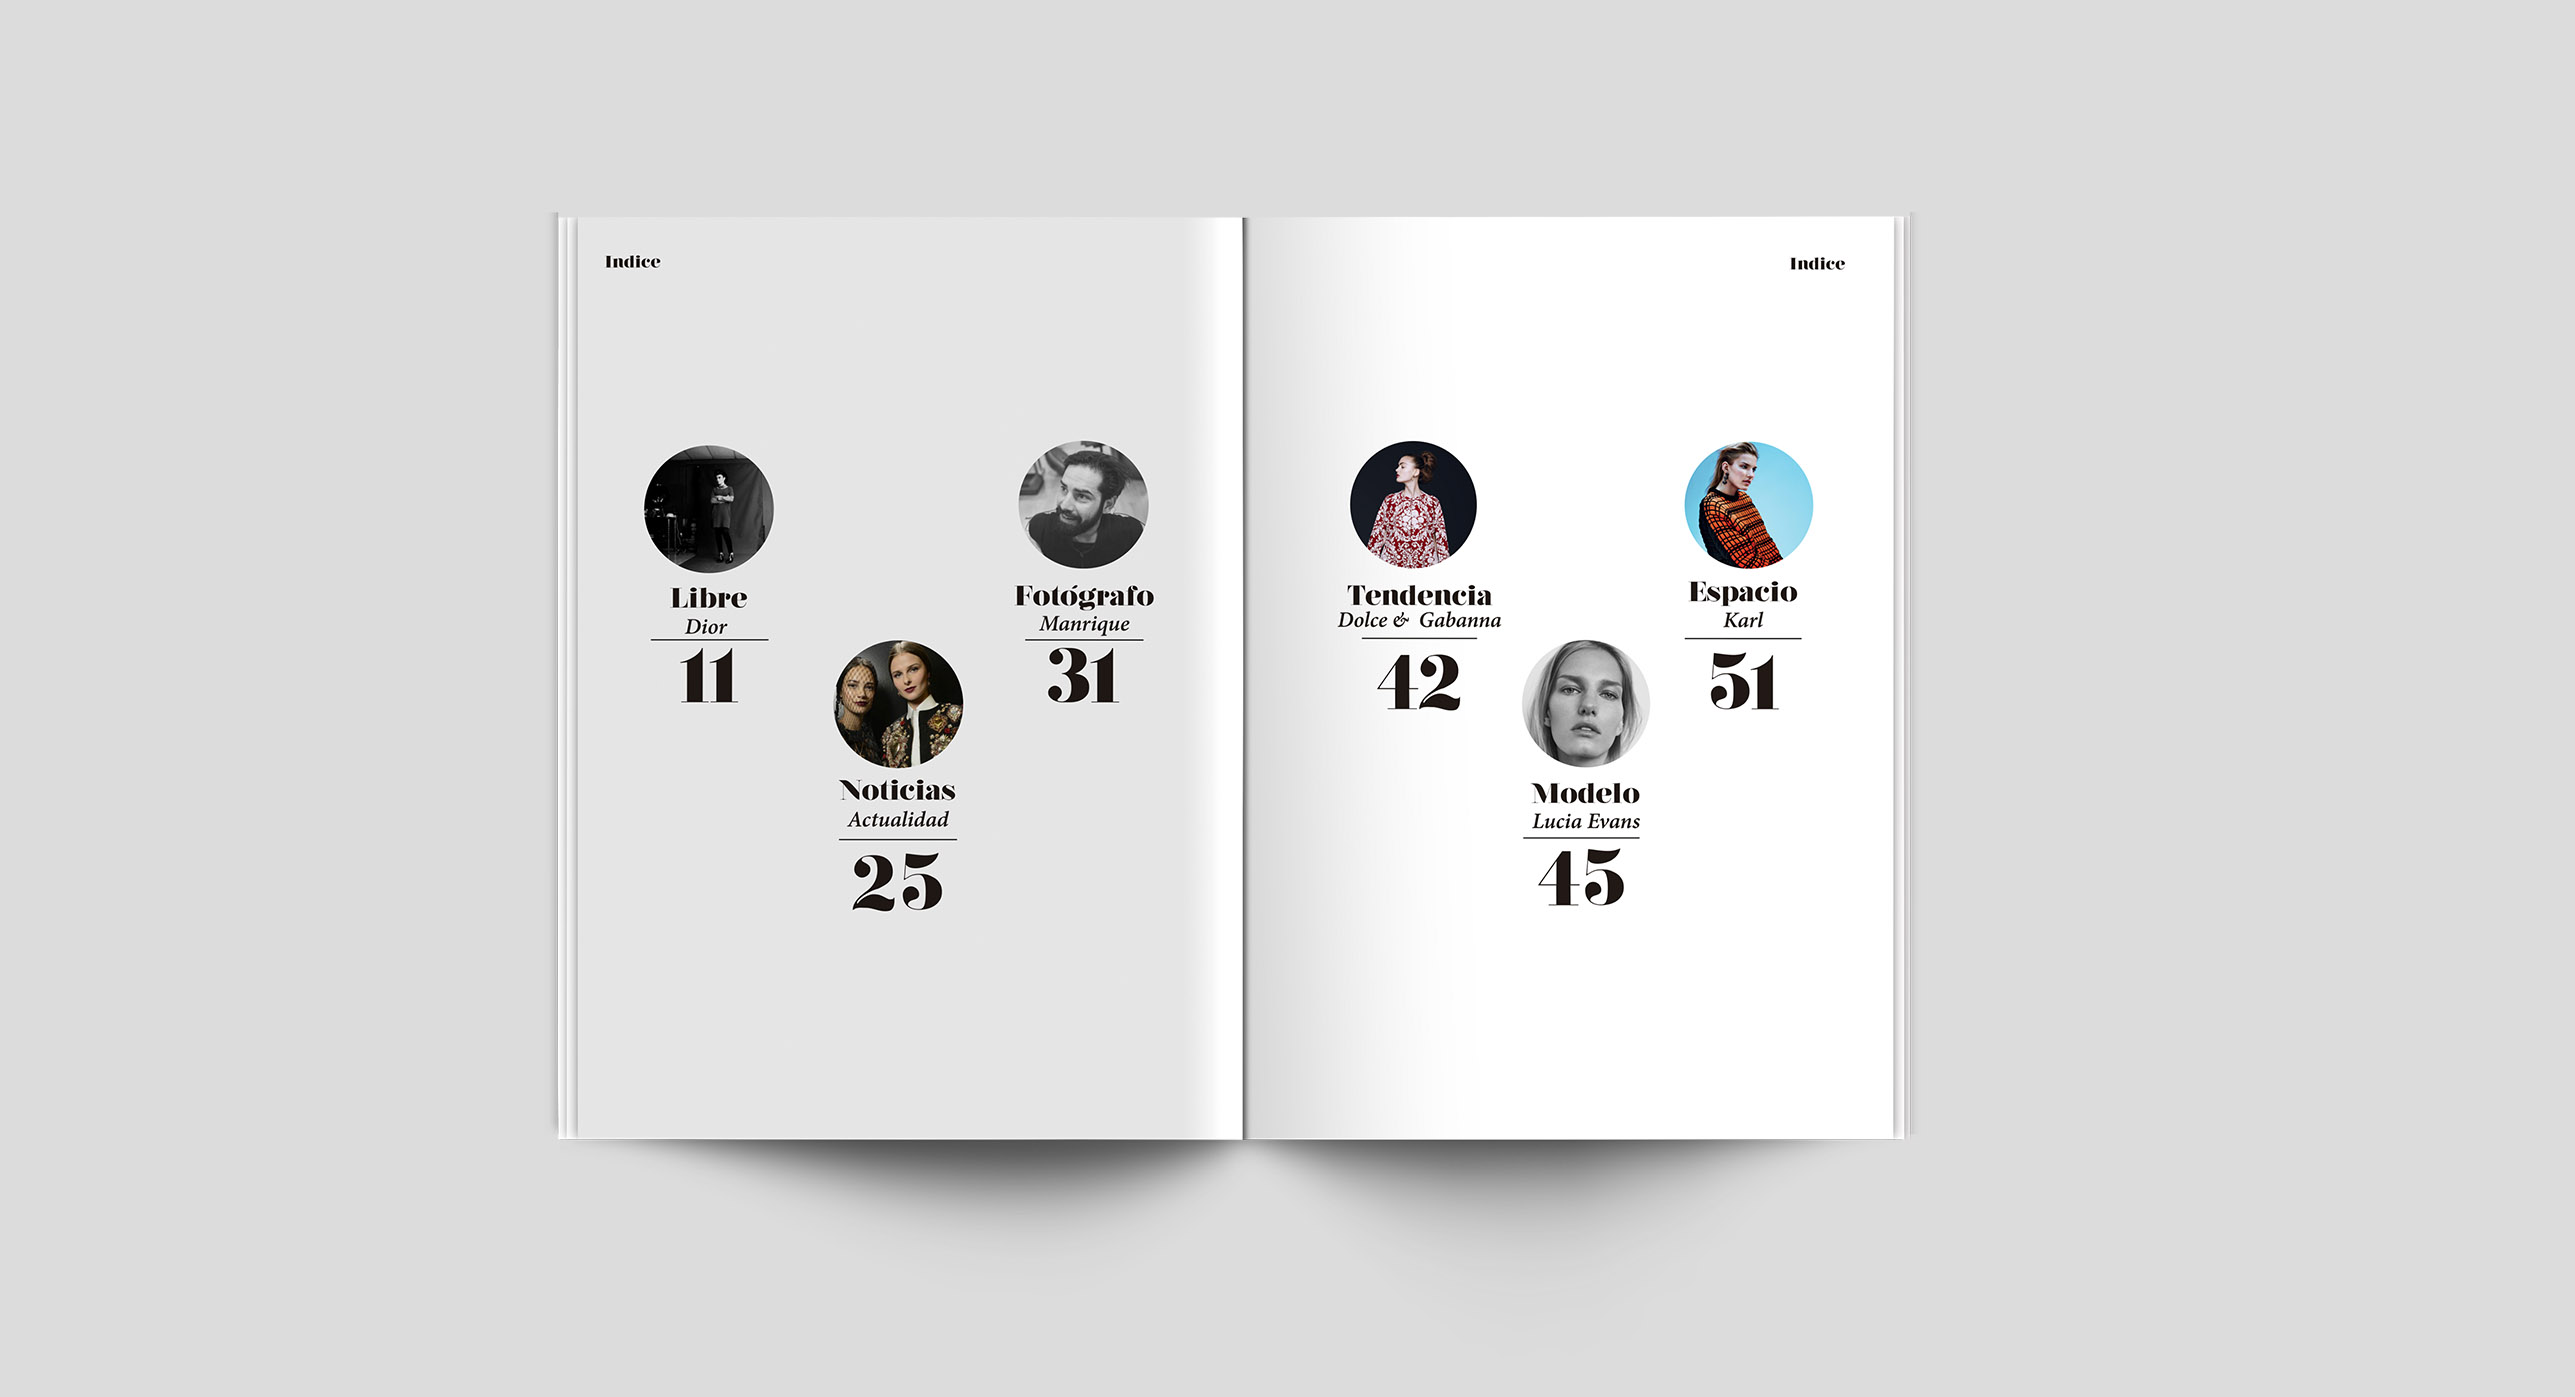 Indice
Libre
Dior
11
Noticias
Actualidad
25
Fotógrafo
Manrique
31
Indice
Tendencia
Dolce & Gabanna
42
Modelo
Lucia Evans
45
Espacio
Karl
51